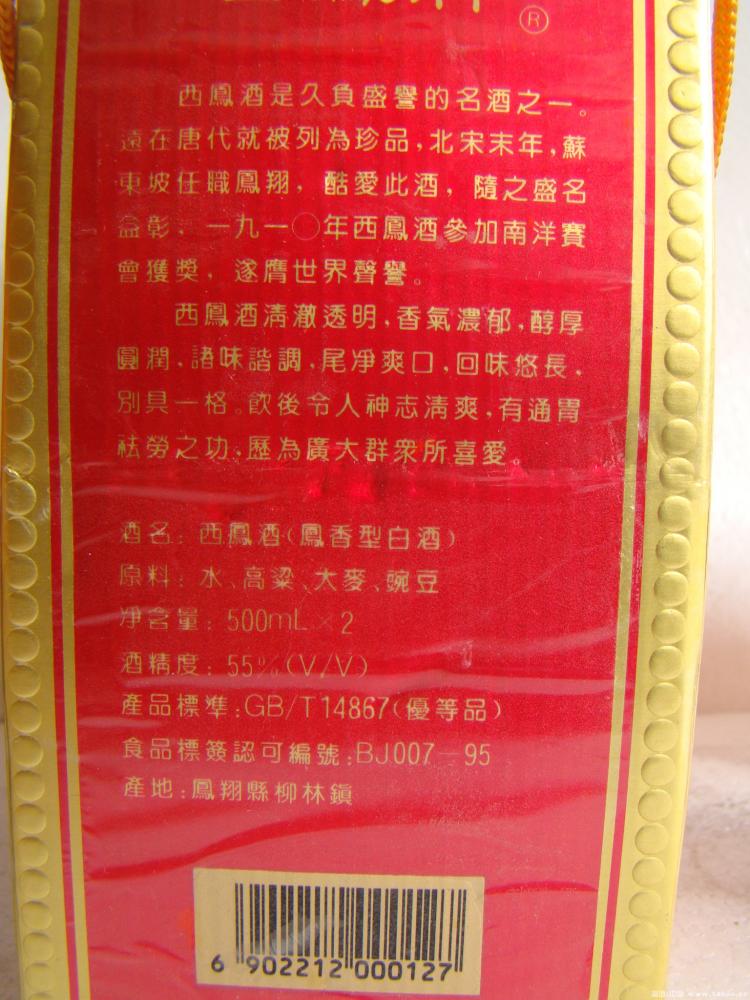 ®
西鳳酒是久負盛譽的名酒之一。
遠在唐代就被列為珍品,北宋末年,蘇
東坡任職鳳翔,酷愛此酒,隨之盛名
益彰,一九一〇年西鳳酒參加南洋賽
會獲獎,遂膺世界聲譽。
西鳳酒清澈透明,香氣濃郁,醇厚
圓潤,諸味諧調,尾凈爽口,回味悠長,
別具一格。飲後令人神志清爽,有通胃
祛勞之功,歷為廣大群眾所喜愛。
酒名:西鳳酒(鳳香型白酒)
原料:水、高粱、大麥、豌豆
凈含量:500mL×2
酒精度:55%(V/V)
產品標準:GB/T14867(優等品)
食品標簽認可編號:BJ007-95
產地:鳳翔縣柳林鎮
6 902212 000127